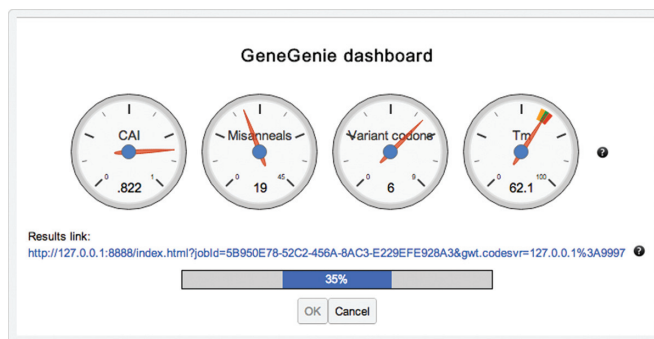 GeneGenie dashboard
CAI
0 1
.822
Misanneals
0 45
19
Variant codons
0 9
6
Tm
0 100
62.1
?
Results link:
http://127.0.0.1:8888/index.html?jobId=5B950E78-52C2-456A-8AC3-E229EFE928A3&gwt.codesvr=127.0.0.1%3A9997 ?
35%
OK Cancel